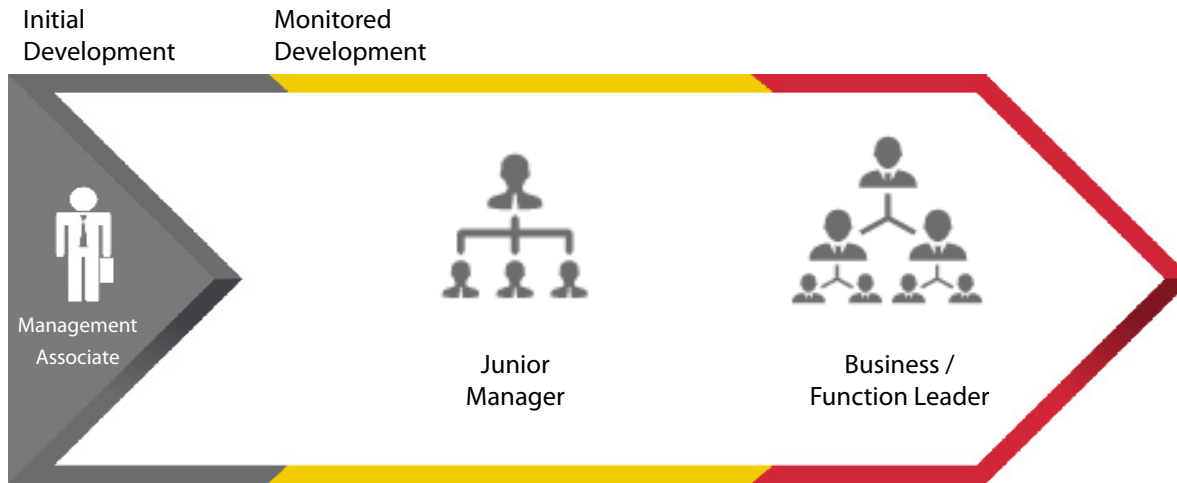 Initial
Development
Monitored
Development
Management
Associate
Junior
Manager
Business /
Function Leader